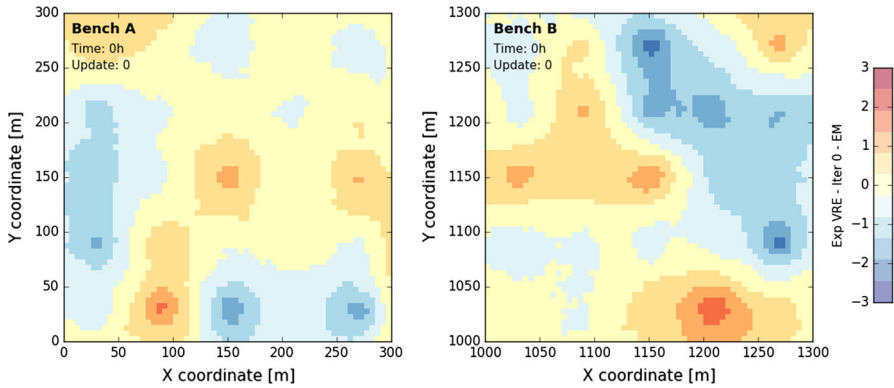 Bench A
Time: 0h
Update: 0
Y coordinate [m]
300
250
200
150
100
50
0
0 50 100 150 200 250 300
X coordinate [m]
Bench B
Time: 0h
Update: 0
Y coordinate [m]
1300
1250
1200
1150
1100
1050
1000
1000 1050 1100 1150 1200 1250 1300
X coordinate [m]
Exp VRE - Iter 0 - EM
3
2
1
0
−1
−2
−3